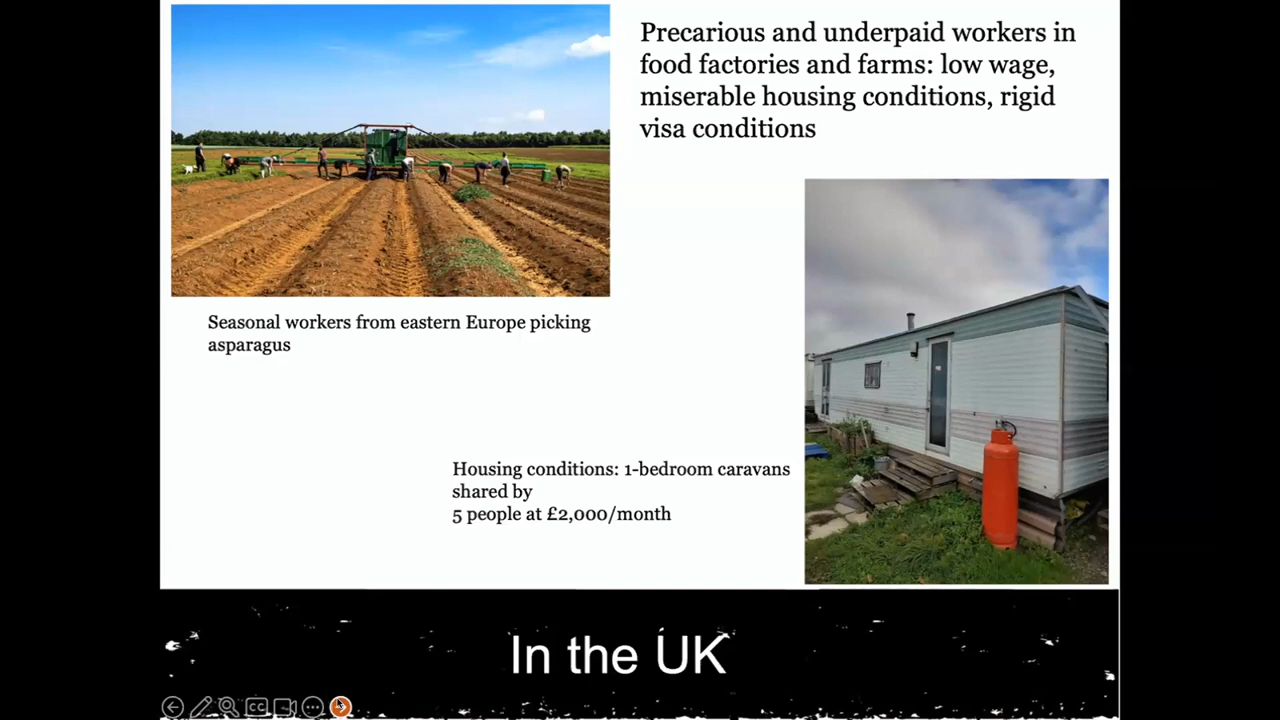 Precarious and underpaid workers in
food factories and farms: low wage,
miserable housing conditions, rigid
visa conditions
Seasonal workers from eastern Europe picking
asparagus
Housing conditions: 1-bedroom caravans
shared by
5 people at £2,000/month
In the UK
CC